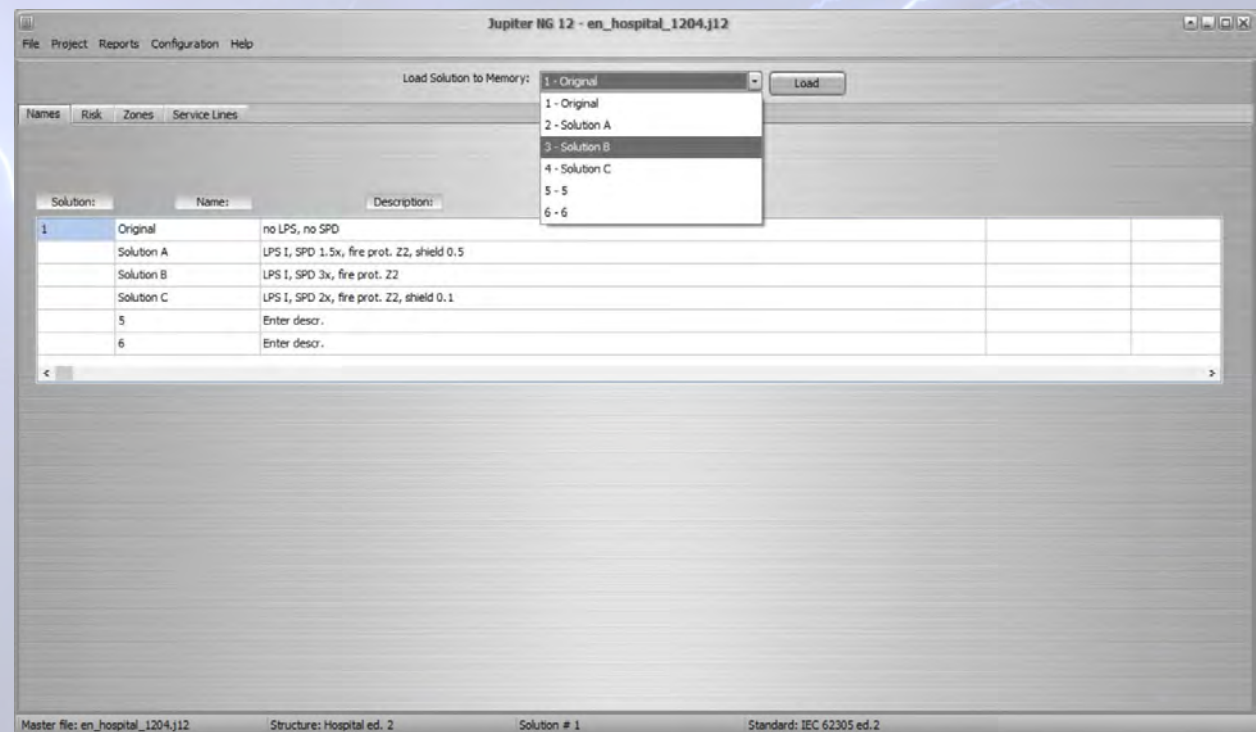 Jupiter NG 12 - en_hospital_1204.j12
File Project Reports Configuration Help
Load Solution to Memory: 1 - Original Load
1 - Original
2 - Solution A
3 - Solution B
4 - Solution C
5 - 5
6 - 6
Names Risk Zones Service Lines
Solution: Name: Description:
1 Original no LPS, no SPD
Solution A LPS I, SPD 1.5x, fire prot. Z2, shield 0.5
Solution B LPS I, SPD 3x, fire prot. Z2
Solution C LPS I, SPD 2x, fire prot. Z2, shield 0.1
5 Enter descr.
6 Enter descr.
Master file: en_hospital_1204.j12 Structure: Hospital ed. 2 Solution # 1 Standard: IEC 62305 ed.2